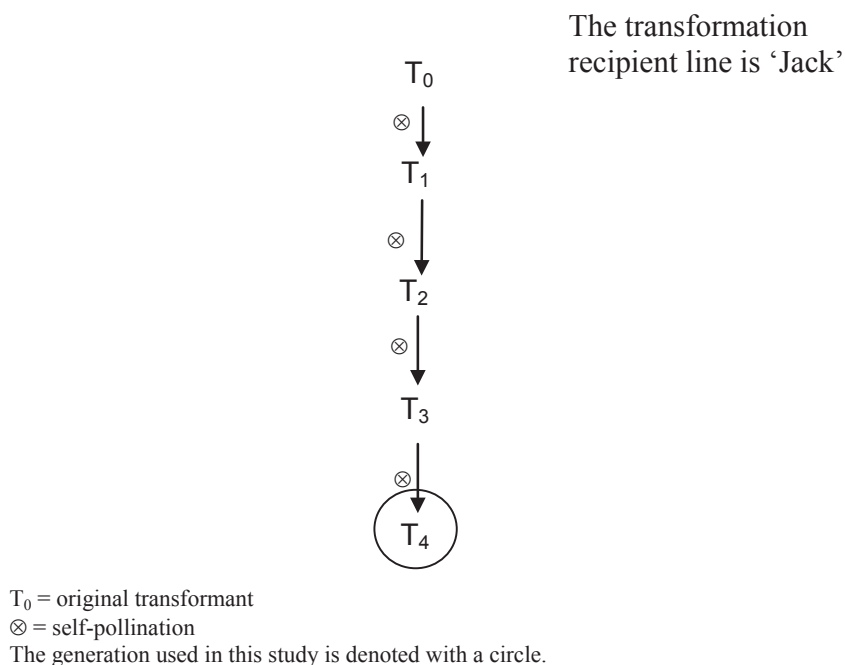 The transformation
recipient line is ‘Jack’
T₀
⊗
T₁
⊗
T₂
⊗
T₃
⊗
T₄
T₀ = original transformant
⊗ = self-pollination
The generation used in this study is denoted with a circle.